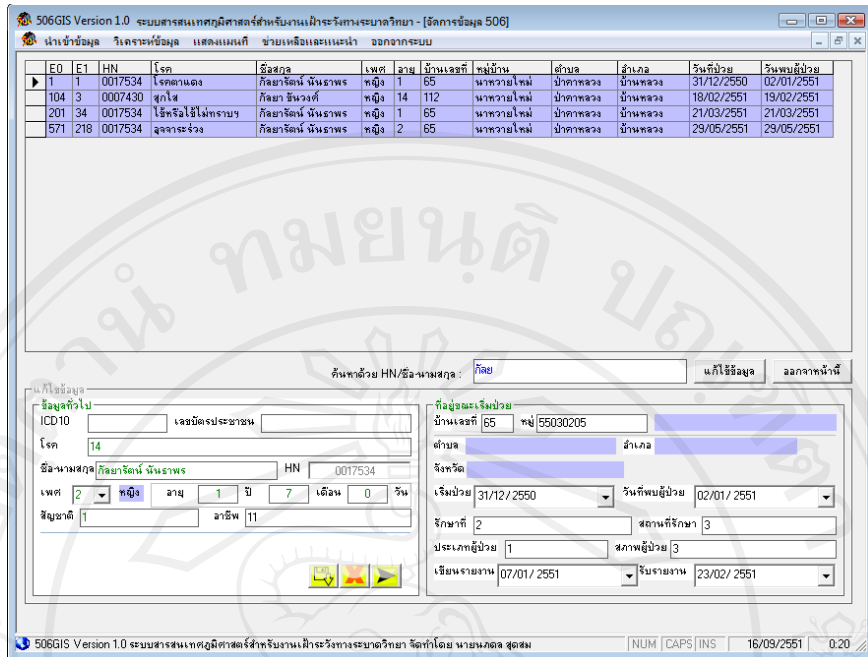 506GIS Version 1.0 ระบบสารสนเทศภูมิศาสตร์สำหรับงานเฝ้าระวังทางระบาดวิทยา - [จัดการข้อมูล 506]
นำเข้าข้อมูล วิเคราะห์ข้อมูล แสดงแผนที่ ช่วยเหลือและแนะนำ ออกจากระบบ
E0 E1 HN โรค ชื่อสกุล เพศ อายุ บ้านเลขที่ หมู่บ้าน ตำบล อำเภอ วันที่ป่วย วันพบผู้ป่วย
1 1 0017534 โรคตาแดง กัลยารัตน์ นันธาพร หญิง 1 65 นาหวายใหม่ ป่าคาหลวง บ้านหลวง 31/12/2550 02/01/2551
104 3 0007430 สุกใส กัลยา ขันวงค์ หญิง 14 112 นาหวายใหม่ ป่าคาหลวง บ้านหลวง 18/02/2551 19/02/2551
201 34 0017534 ไข้หรือไข้ไม่ทราบฯ กัลยารัตน์ นันธาพร หญิง 1 65 นาหวายใหม่ ป่าคาหลวง บ้านหลวง 21/03/2551 21/03/2551
571 218 0017534 อุจจาระร่วง กัลยารัตน์ นันธาพร หญิง 2 65 นาหวายใหม่ ป่าคาหลวง บ้านหลวง 29/05/2551 29/05/2551
ค้นหาด้วย HN/ชื่อ-นามสกุล : กัลย แก้ไข้ข้อมูล ออกจากหน้านี้
แก้ไข้ข้อมูล
ข้อมูลทั่วไป
ICD10 เลขบัตรประชาชน
โรค 14
ชื่อ-นามสกุล กัลยารัตน์ นันธาพร HN 0017534
เพศ 2 หญิง อายุ 1 ปี 7 เดือน 0 วัน
สัญชาติ 1 อาชีพ 11
ที่อยู่ขณะเริ่มป่วย
บ้านเลขที่ 65 หมู่ 55030205
ตำบล อำเภอ
จังหวัด
เริ่มป่วย 31/12/2550 วันที่พบผู้ป่วย 02/01/2551
รักษาที่ 2 สถานที่รักษา 3
ประเภทผู้ป่วย 1 สภาพผู้ป่วย 3
เขียนรายงาน 07/01/2551 รับรายงาน 23/02/2551
506GIS Version 1.0 ระบบสารสนเทศภูมิศาสตร์สำหรับงานเฝ้าระวังทางระบาดวิทยา จัดทำโดย นายนภดล สุดสม NUM CAPS INS 16/09/2551 0:20